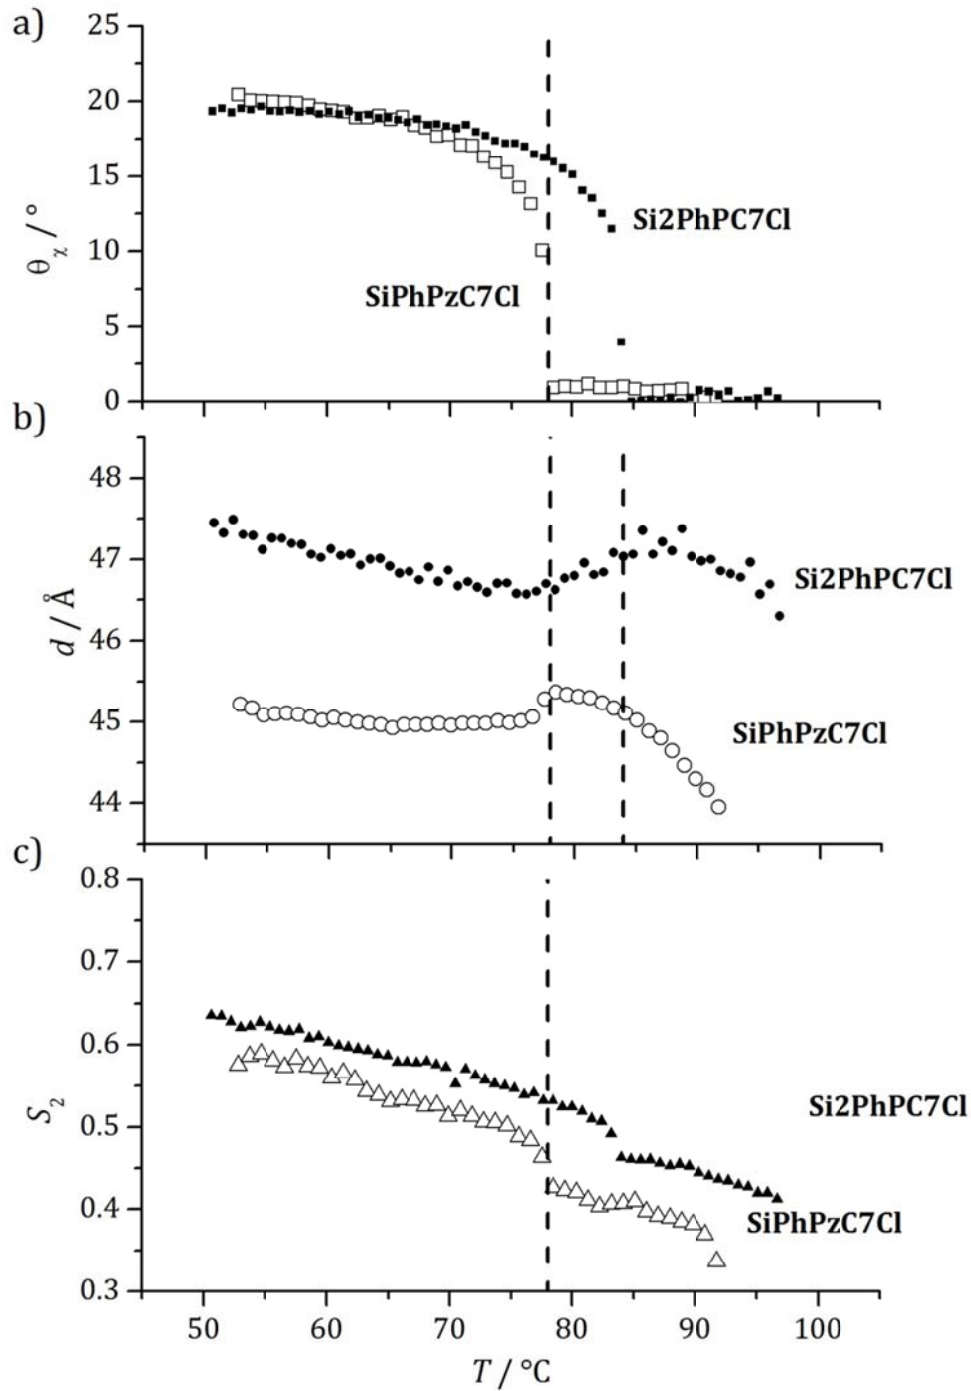 a)
25
20
15
10
5
0
θχ / °
Si2PhPC7Cl
SiPhPzC7Cl
b)
48
47
46
45
44
d / Å
Si2PhPC7Cl
SiPhPzC7Cl
c)
0.8
0.7
0.6
0.5
0.4
0.3
S2
Si2PhPC7Cl
SiPhPzC7Cl
50 60 70 80 90 100
T / °C